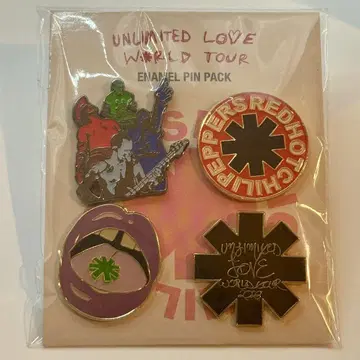 UNLIMITED LOVE
WORLD TOUR
ENAMEL PIN PACK
RED HOT CHILI PEPPERS
UNLIMITED
LOVE
WORLD TOUR